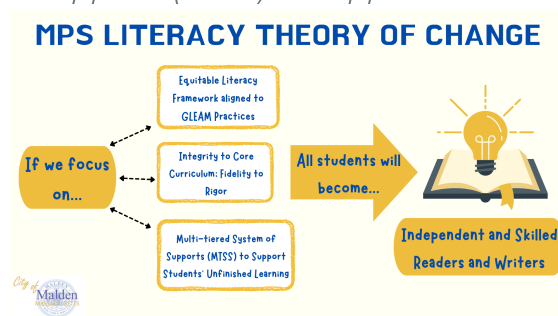 MPS LITERACY THEORY OF CHANGE
Equitable Literacy
Framework aligned to
GLEAM Practices
If we focus
on...
Integrity to Core
Curriculum: Fidelity to
Rigor
Multi-tiered System of
Supports (MTSS) to Support
Students' Unfinished Learning
All students will
become...
Independent and Skilled
Readers and Writers
City of
Malden